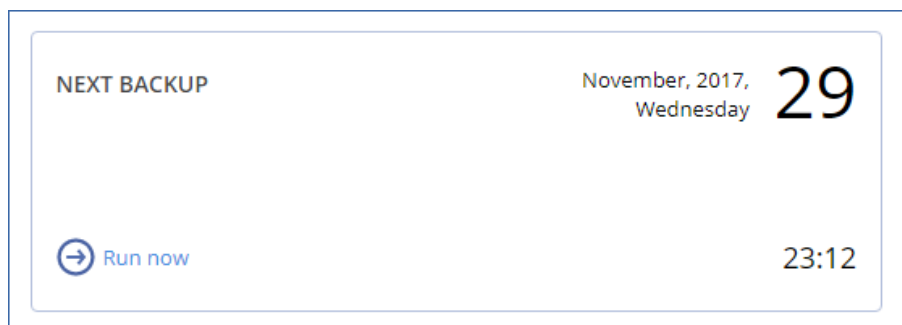 NEXT BACKUP
November, 2017,
Wednesday
29
Run now
23:12